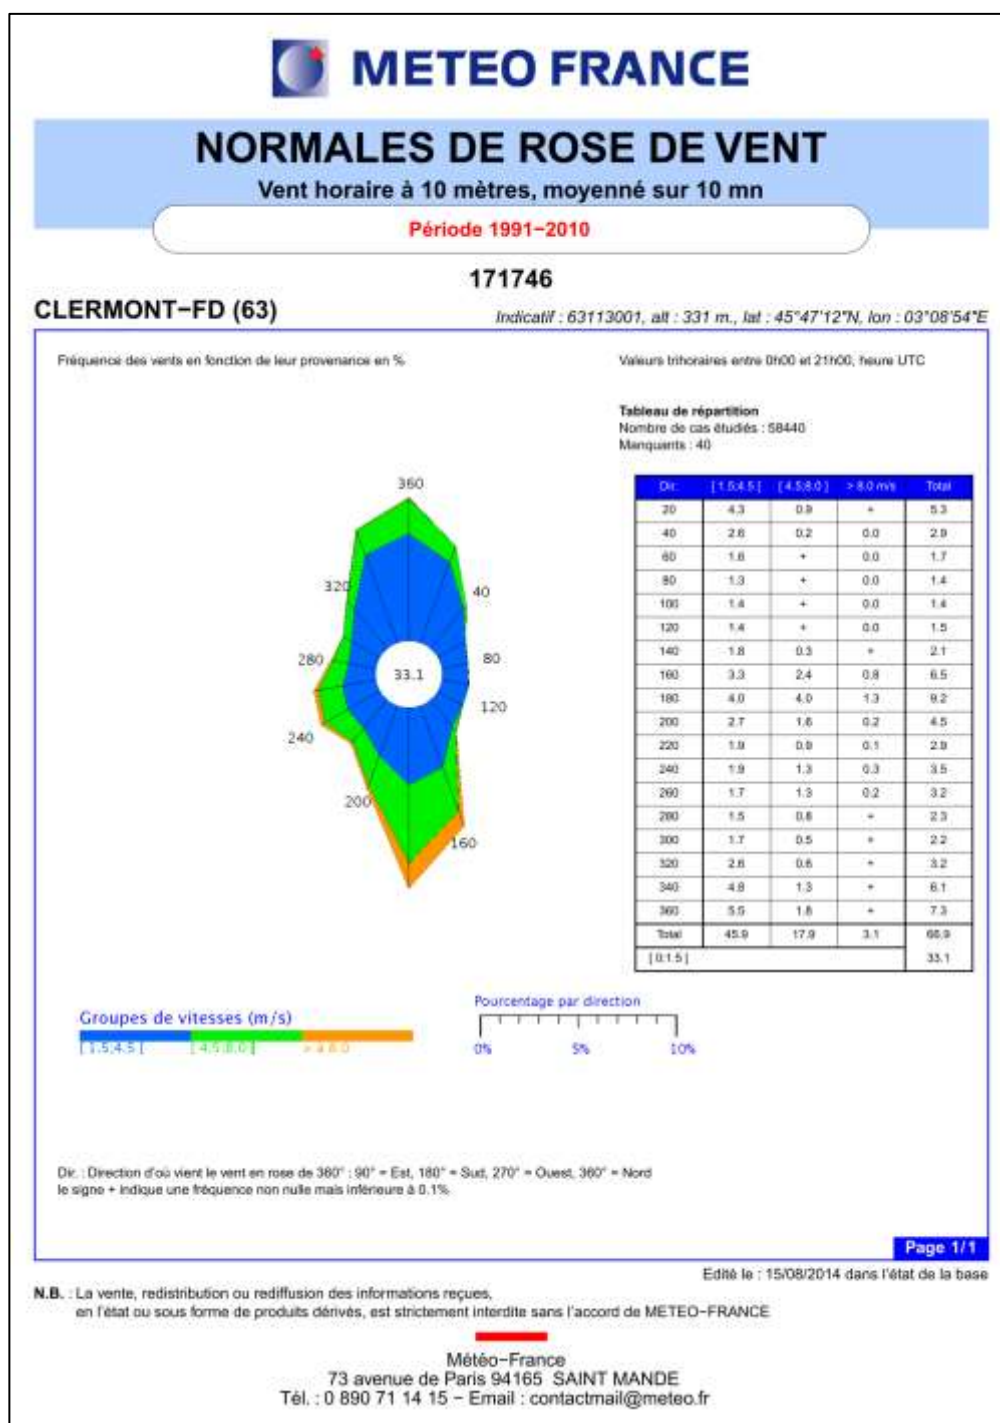 METEO FRANCE
NORMALES DE ROSE DE VENT
Vent horaire à 10 mètres, moyenné sur 10 mn
Période 1991−2010
171746
CLERMONT−FD (63)
Indicatif : 63113001, alt : 331 m., lat : 45°47'12"N, lon : 03°08'54"E
Fréquence des vents en fonction de leur provenance en %
Valeurs trihoraires entre 0h00 et 21h00, heure UTC
Tableau de répartition
Nombre de cas étudiés : 58440
Manquants : 40
360
320
40
280
33.1
80
120
240
200
160
Dir. [ 1.5;4.5 [ [ 4.5;8.0 ] > 8.0 m/s Total
20 4.3 0.9 + 5.3
40 2.6 0.2 0.0 2.9
60 1.6 + 0.0 1.7
80 1.3 + 0.0 1.4
100 1.4 + 0.0 1.4
120 1.4 + 0.0 1.5
140 1.8 0.3 + 2.1
160 3.3 2.4 0.8 6.5
180 4.0 4.0 1.3 9.2
200 2.7 1.6 0.2 4.5
220 1.9 0.9 0.1 2.9
240 1.9 1.3 0.3 3.5
260 1.7 1.3 0.2 3.2
280 1.5 0.8 + 2.3
300 1.7 0.5 + 2.2
320 2.6 0.6 + 3.2
340 4.8 1.3 + 6.1
360 5.5 1.8 + 7.3
Total 45.9 17.9 3.1 66.9
[ 0;1.5 [ 33.1
Groupes de vitesses (m/s)
[ 1.5;4.5 [ [ 4.5;8.0 ]
Pourcentage par direction
0% 5% 10%
Dir. : Direction d'où vient le vent en rose de 360° : 90° = Est, 180° = Sud, 270° = Ouest, 360° = Nord
le signe + indique une fréquence non nulle mais inférieure à 0.1%
Page 1/1
Edité le : 15/08/2014 dans l'état de la base
N.B. : La vente, redistribution ou rediffusion des informations reçues,
en l'état ou sous forme de produits dérivés, est strictement interdite sans l'accord de METEO−FRANCE
Météo−France
73 avenue de Paris 94165 SAINT MANDE
Tél. : 0 890 71 14 15 − Email : contactmail@meteo.fr